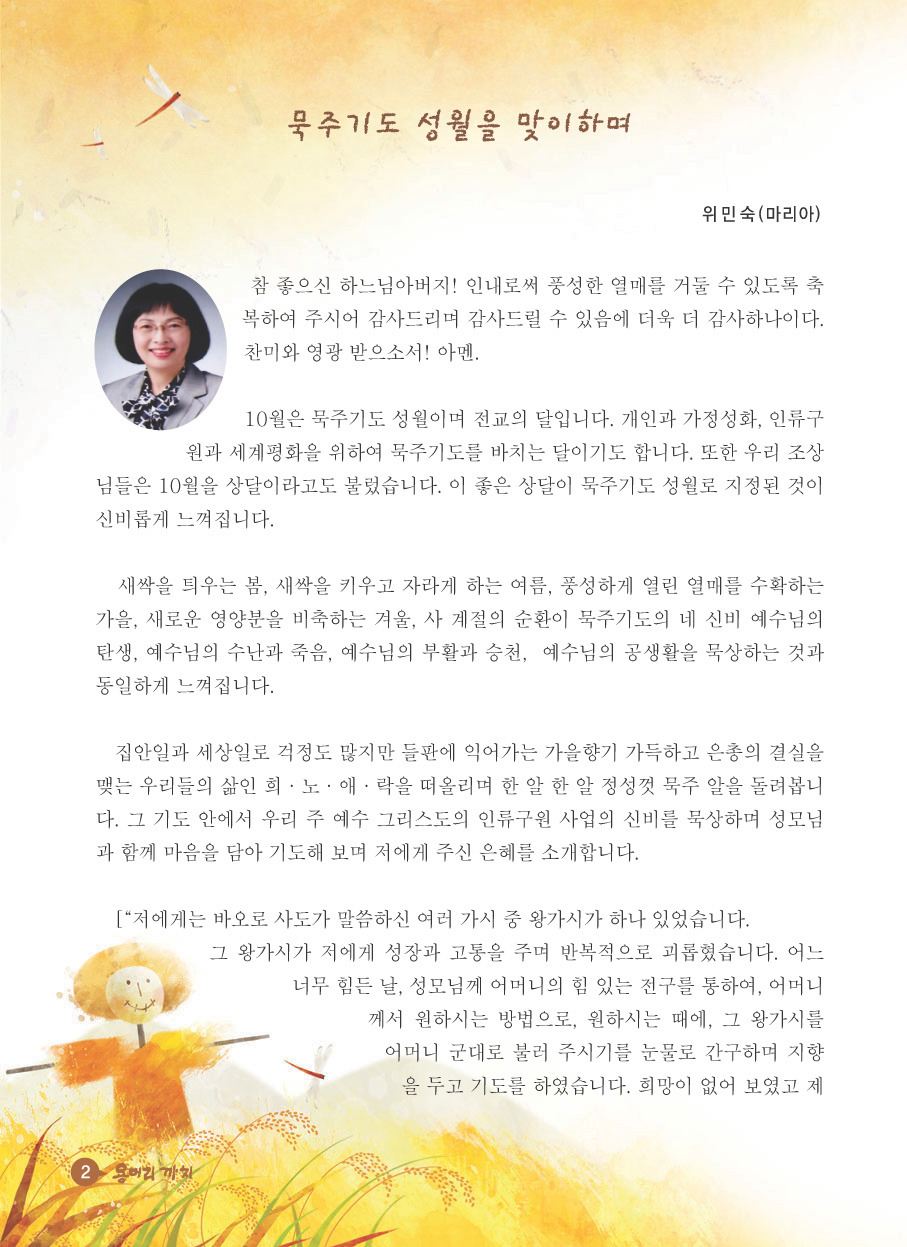 묵주기도 성월을 맞이하며
위민숙(마리아)
참 좋으신 하느님아버지! 인내로써 풍성한 열매를 거둘 수 있도록 축
복하여 주시어 감사드리며 감사드릴 수 있음에 더욱 더 감사하나이다.
찬미와 영광 받으소서! 아멘.
10월은 묵주기도 성월이며 전교의 달입니다. 개인과 가정성화, 인류구
원과 세계평화을 위하여 묵주기도를 바치는 달이기도 합니다. 또한 우리 조상
님들은 10월을 상달이라고도 불렀습니다. 이 좋은 상달이 묵주기도 성월로 지정된 것이
신비롭게 느껴집니다.
새싹을 틔우는 봄, 새싹을 키우고 자라게 하는 여름, 풍성하게 열린 열매를 수확하는
가을, 새로운 영양분을 비축하는 겨울, 사 계절의 순환이 묵주기도의 네 신비 예수님의
탄생, 예수님의 수난과 죽음, 예수님의 부활과 승천, 예수님의 공생활을 묵상하는 것과
동일하게 느껴집니다.
집안일과 세상일로 걱정도 많지만 들판에 익어가는 가을향기 가득하고 은총의 결실을
맺는 우리들의 삶인 희·노·애·락을 떠올리며 한 알 한 알 정성껏 묵주 알을 돌려봅니
다. 그 기도 안에서 우리 주 예수 그리스도의 인류구원 사업의 신비를 묵상하며 성모님
과 함께 마음을 담아 기도해 보며 저에게 주신 은혜를 소개합니다.
[“저에게는 바오로 사도가 말씀하신 여러 가시 중 왕가시가 하나 있었습니다.
그 왕가시가 저에게 성장과 고통을 주며 반복적으로 괴롭혔습니다. 어느
너무 힘든 날, 성모님께 어머니의 힘 있는 전구를 통하여, 어머니
께서 원하시는 방법으로, 원하시는 때에, 그 왕가시를
어머니 군대로 불러 주시기를 눈물로 간구하며 지향
을 두고 기도를 하였습니다. 희망이 없어 보였고 제
2 용머리 까지